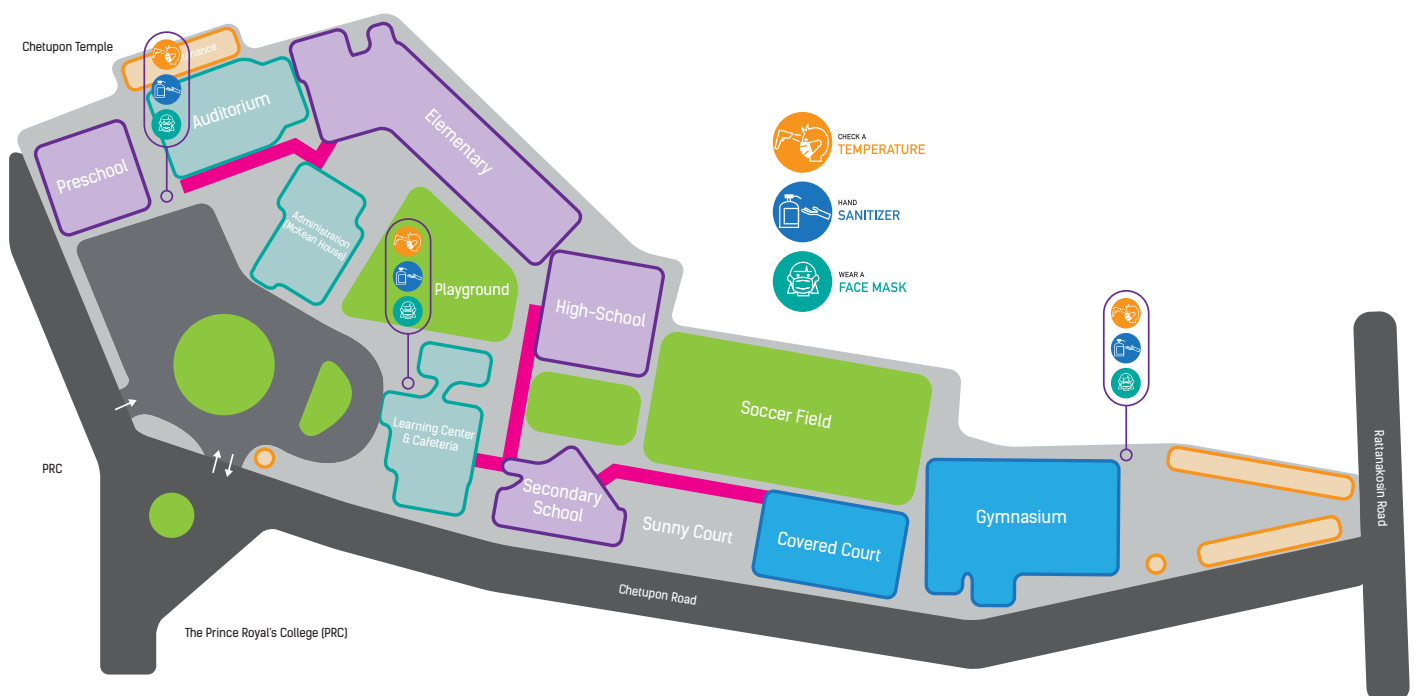 Chetupon Temple
Auditorium
Preschool
Elementary
Administration
(McKean House)
Playground
High-School
CHECK A
TEMPERATURE
HAND
SANITIZER
WEAR A
FACE MASK
Soccer Field
Learning Center
& Cafeteria
Secondary
School
Sunny Court
Covered Court
Gymnasium
Rattanakosin Road
PRC
Chetupon Road
The Prince Royal's College (PRC)